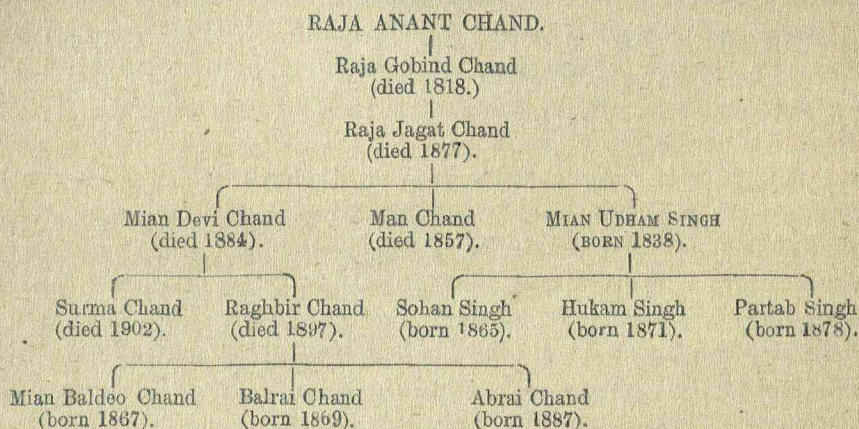 RAJA ANANT CHAND.
Raja Gobind Chand
(died 1818.)
Raja Jagat Chand
(died 1877).
Mian Devi Chand Man Chand MIAN UDHAM SINGH
(died 1884). (died 1857). (BORN 1838).
Surma Chand Raghbir Chand Sohan Singh Hukam Singh Partab Singh
(died 1902). (died 1897). (born 1865). (born 1871). (born 1878).
Mian Baldeo Chand Balrai Chand Abrai Chand
(born 1867). (born 1869). (born 1887).